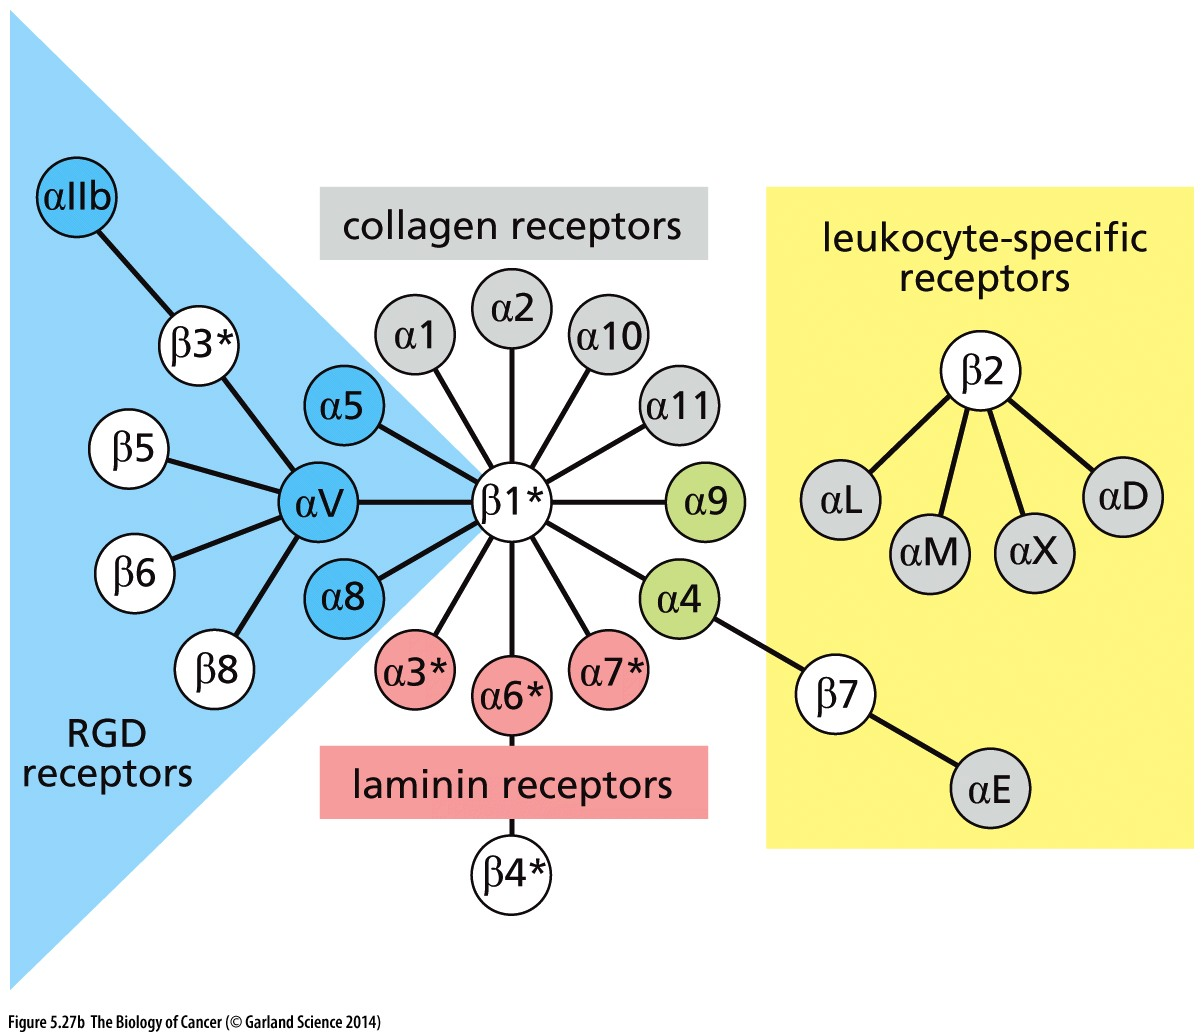 αIIb
collagen receptors
leukocyte-specific
receptors
α2
α1
α10
β3*
β2
α5
α11
β5
αV
β1*
α9
αL
αD
αM
αX
β6
α8
α4
β8
α3*
α6*
α7*
β7
RGD
receptors
laminin receptors
αE
β4*
Figure 5.27b The Biology of Cancer (© Garland Science 2014)